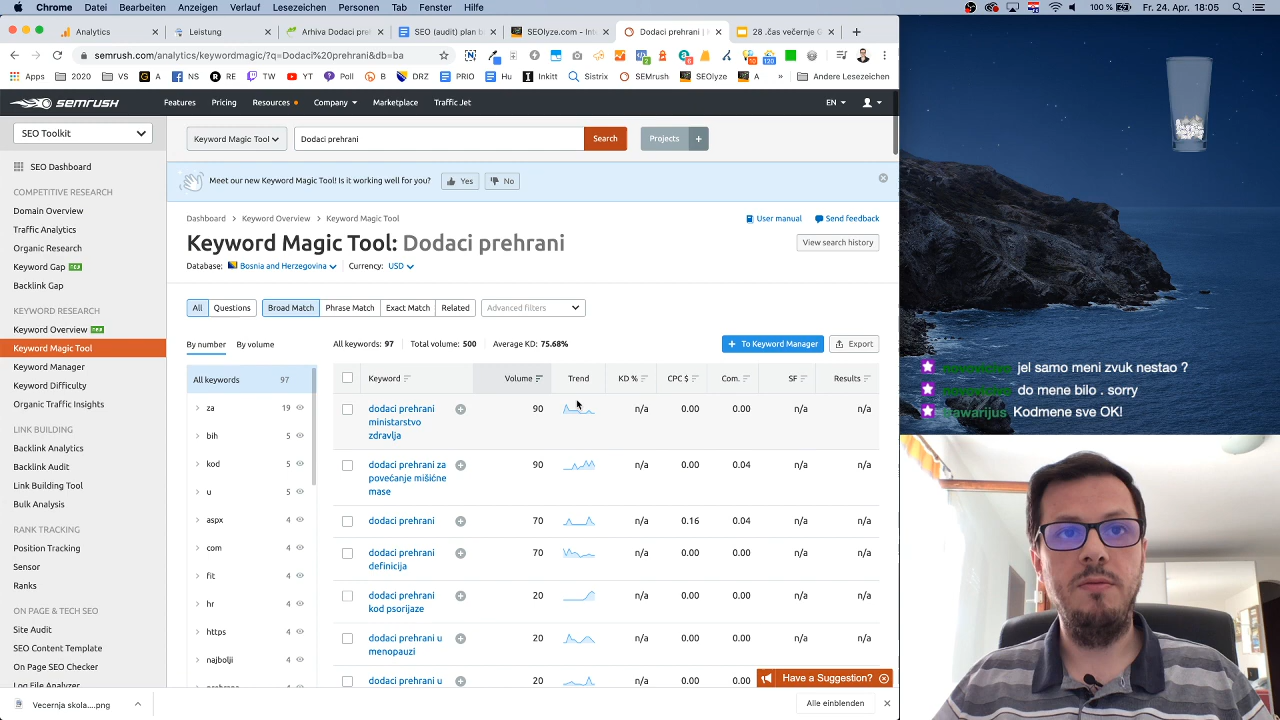 Chrome Datei Bearbeiten Anzeigen Verlauf Lesezeichen Personen Tab Fenster Hilfe 100 % Fr. 24. Apr. 18:05
Analytics Leistung Arhiva Dodaci pre SEO (audit) plan SEOlyze.com - Int Dodaci prehrani | 28 .čas večernje
semrush.com/analytics/keywordmagic/?q=Dodaci+prehrani&db=ba
Apps 2020 VS G A NS RE TW YT Poll B DRZ PRIO Hu Inkitt Sistrix SEMrush SEOlyze A » Andere Lesezeichen
SEMRUSH Features Pricing Resources Company Marketplace Traffic Jet EN
SEO Toolkit
Keyword Magic Tool Dodaci prehrani Search Projects +
SEO Dashboard
COMPETITIVE RESEARCH
Domain Overview
Traffic Analytics
Organic Research
Keyword Gap
Backlink Gap
KEYWORD RESEARCH
Keyword Overview
Keyword Magic Tool
Keyword Manager
Keyword Difficulty
Organic Traffic Insights
LINK BUILDING
Backlink Analytics
Backlink Audit
Link Building Tool
Bulk Analysis
RANK TRACKING
Position Tracking
Sensor
Ranks
ON PAGE & TECH SEO
Site Audit
SEO Content Template
On Page SEO Checker
Log File Analyzer
Meet our new Keyword Magic Tool! Is it working well for you? Yes No
Dashboard > Keyword Overview > Keyword Magic Tool User manual Send feedback
Keyword Magic Tool: Dodaci prehrani View search history
Database: Bosnia and Herzegovina Currency: USD
All Questions Broad Match Phrase Match Exact Match Related Advanced filters
By number By volume All keywords: 97 Total volume: 500 Average KD: 75.68% + To Keyword Manager Export
All keywords 97
za 19
bih 5
kod 5
u 5
aspx 4
com 4
fit 4
hr 4
https 4
najbolji 4
Keyword Volume Trend KD % CPC $ Com. SF Results
dodaci prehrani ministarstvo zdravlja 90 n/a 0.00 0.00 n/a n/a
dodaci prehrani za povećanje mišićne mase 90 n/a 0.00 0.04 n/a n/a
dodaci prehrani 70 n/a 0.16 0.04 n/a n/a
dodaci prehrani definicija 70 n/a 0.00 0.00 n/a n/a
dodaci prehrani kod psorijaze 20 n/a 0.00 0.00 n/a n/a
dodaci prehrani u menopauzi 20 n/a 0.00 0.00 n/a n/a
dodaci prehrani u 20 n/a 0.00 0.00 n/a n/a
Have a Suggestion?
Vecernja skola....png Alle einblenden
jel samo meni zvuk nestao ?
do mene bilo . sorry
Kodmene sve OK!